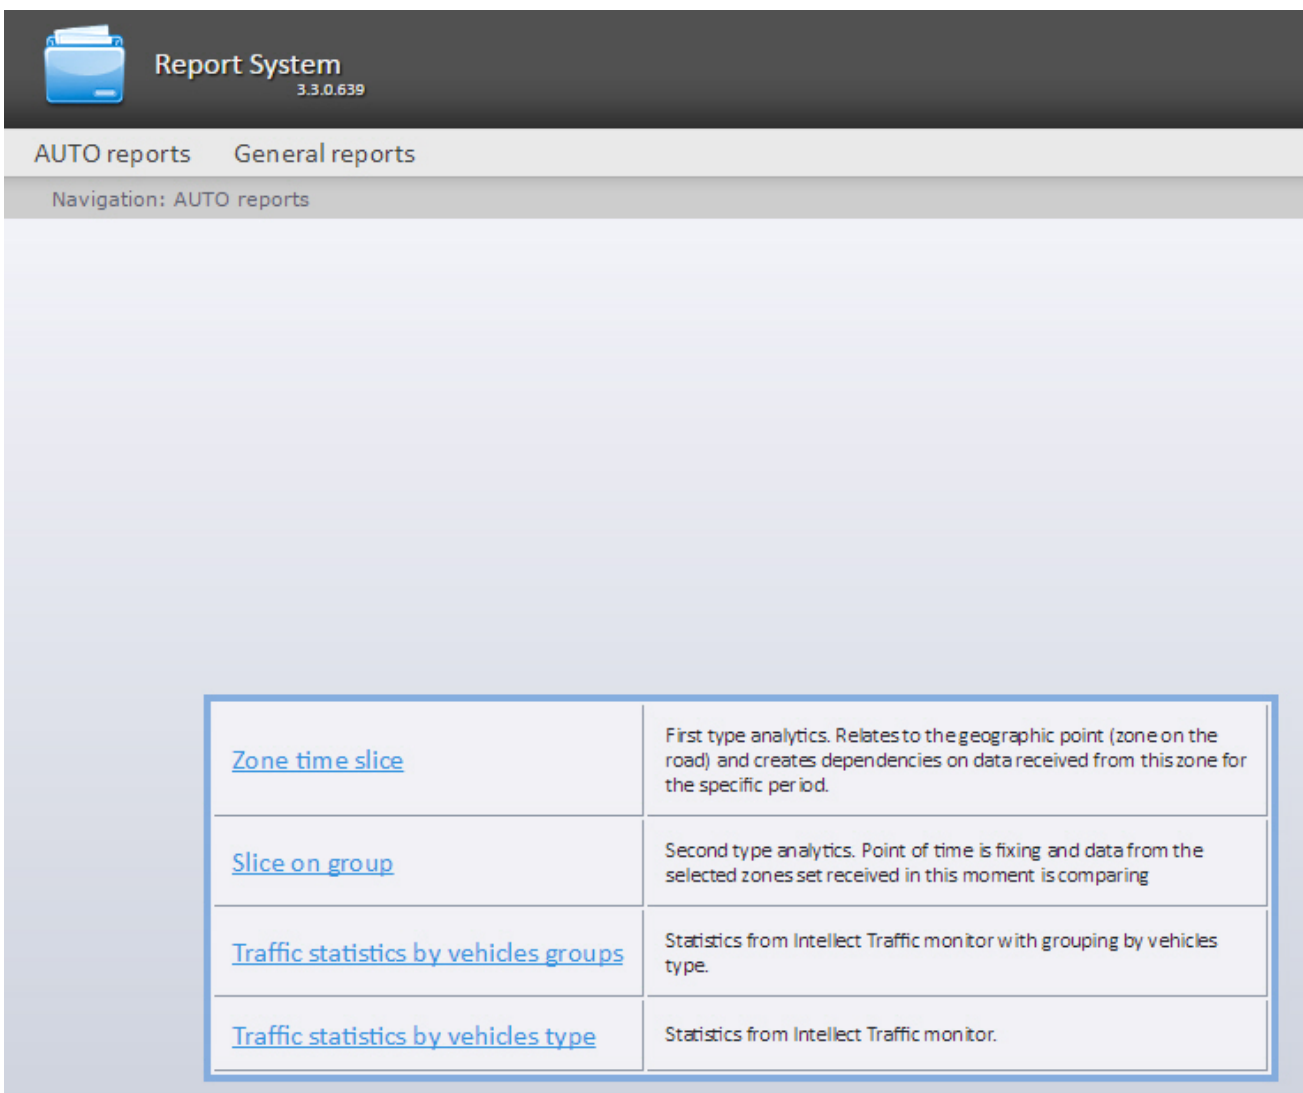 Report System
3.3.0.639
AUTO reports General reports
Navigation: AUTO reports
Zone time slice
First type analytics. Relates to the geographic point (zone on the
road) and creates dependencies on data received from this zone for
the specific period.
Slice on group
Second type analytics. Point of time is fixing and data from the
selected zones set received in this moment is comparing
Traffic statistics by vehicles groups
Statistics from Intellect Traffic monitor with grouping by vehicles
type.
Traffic statistics by vehicles type
Statistics from Intellect Traffic monitor.